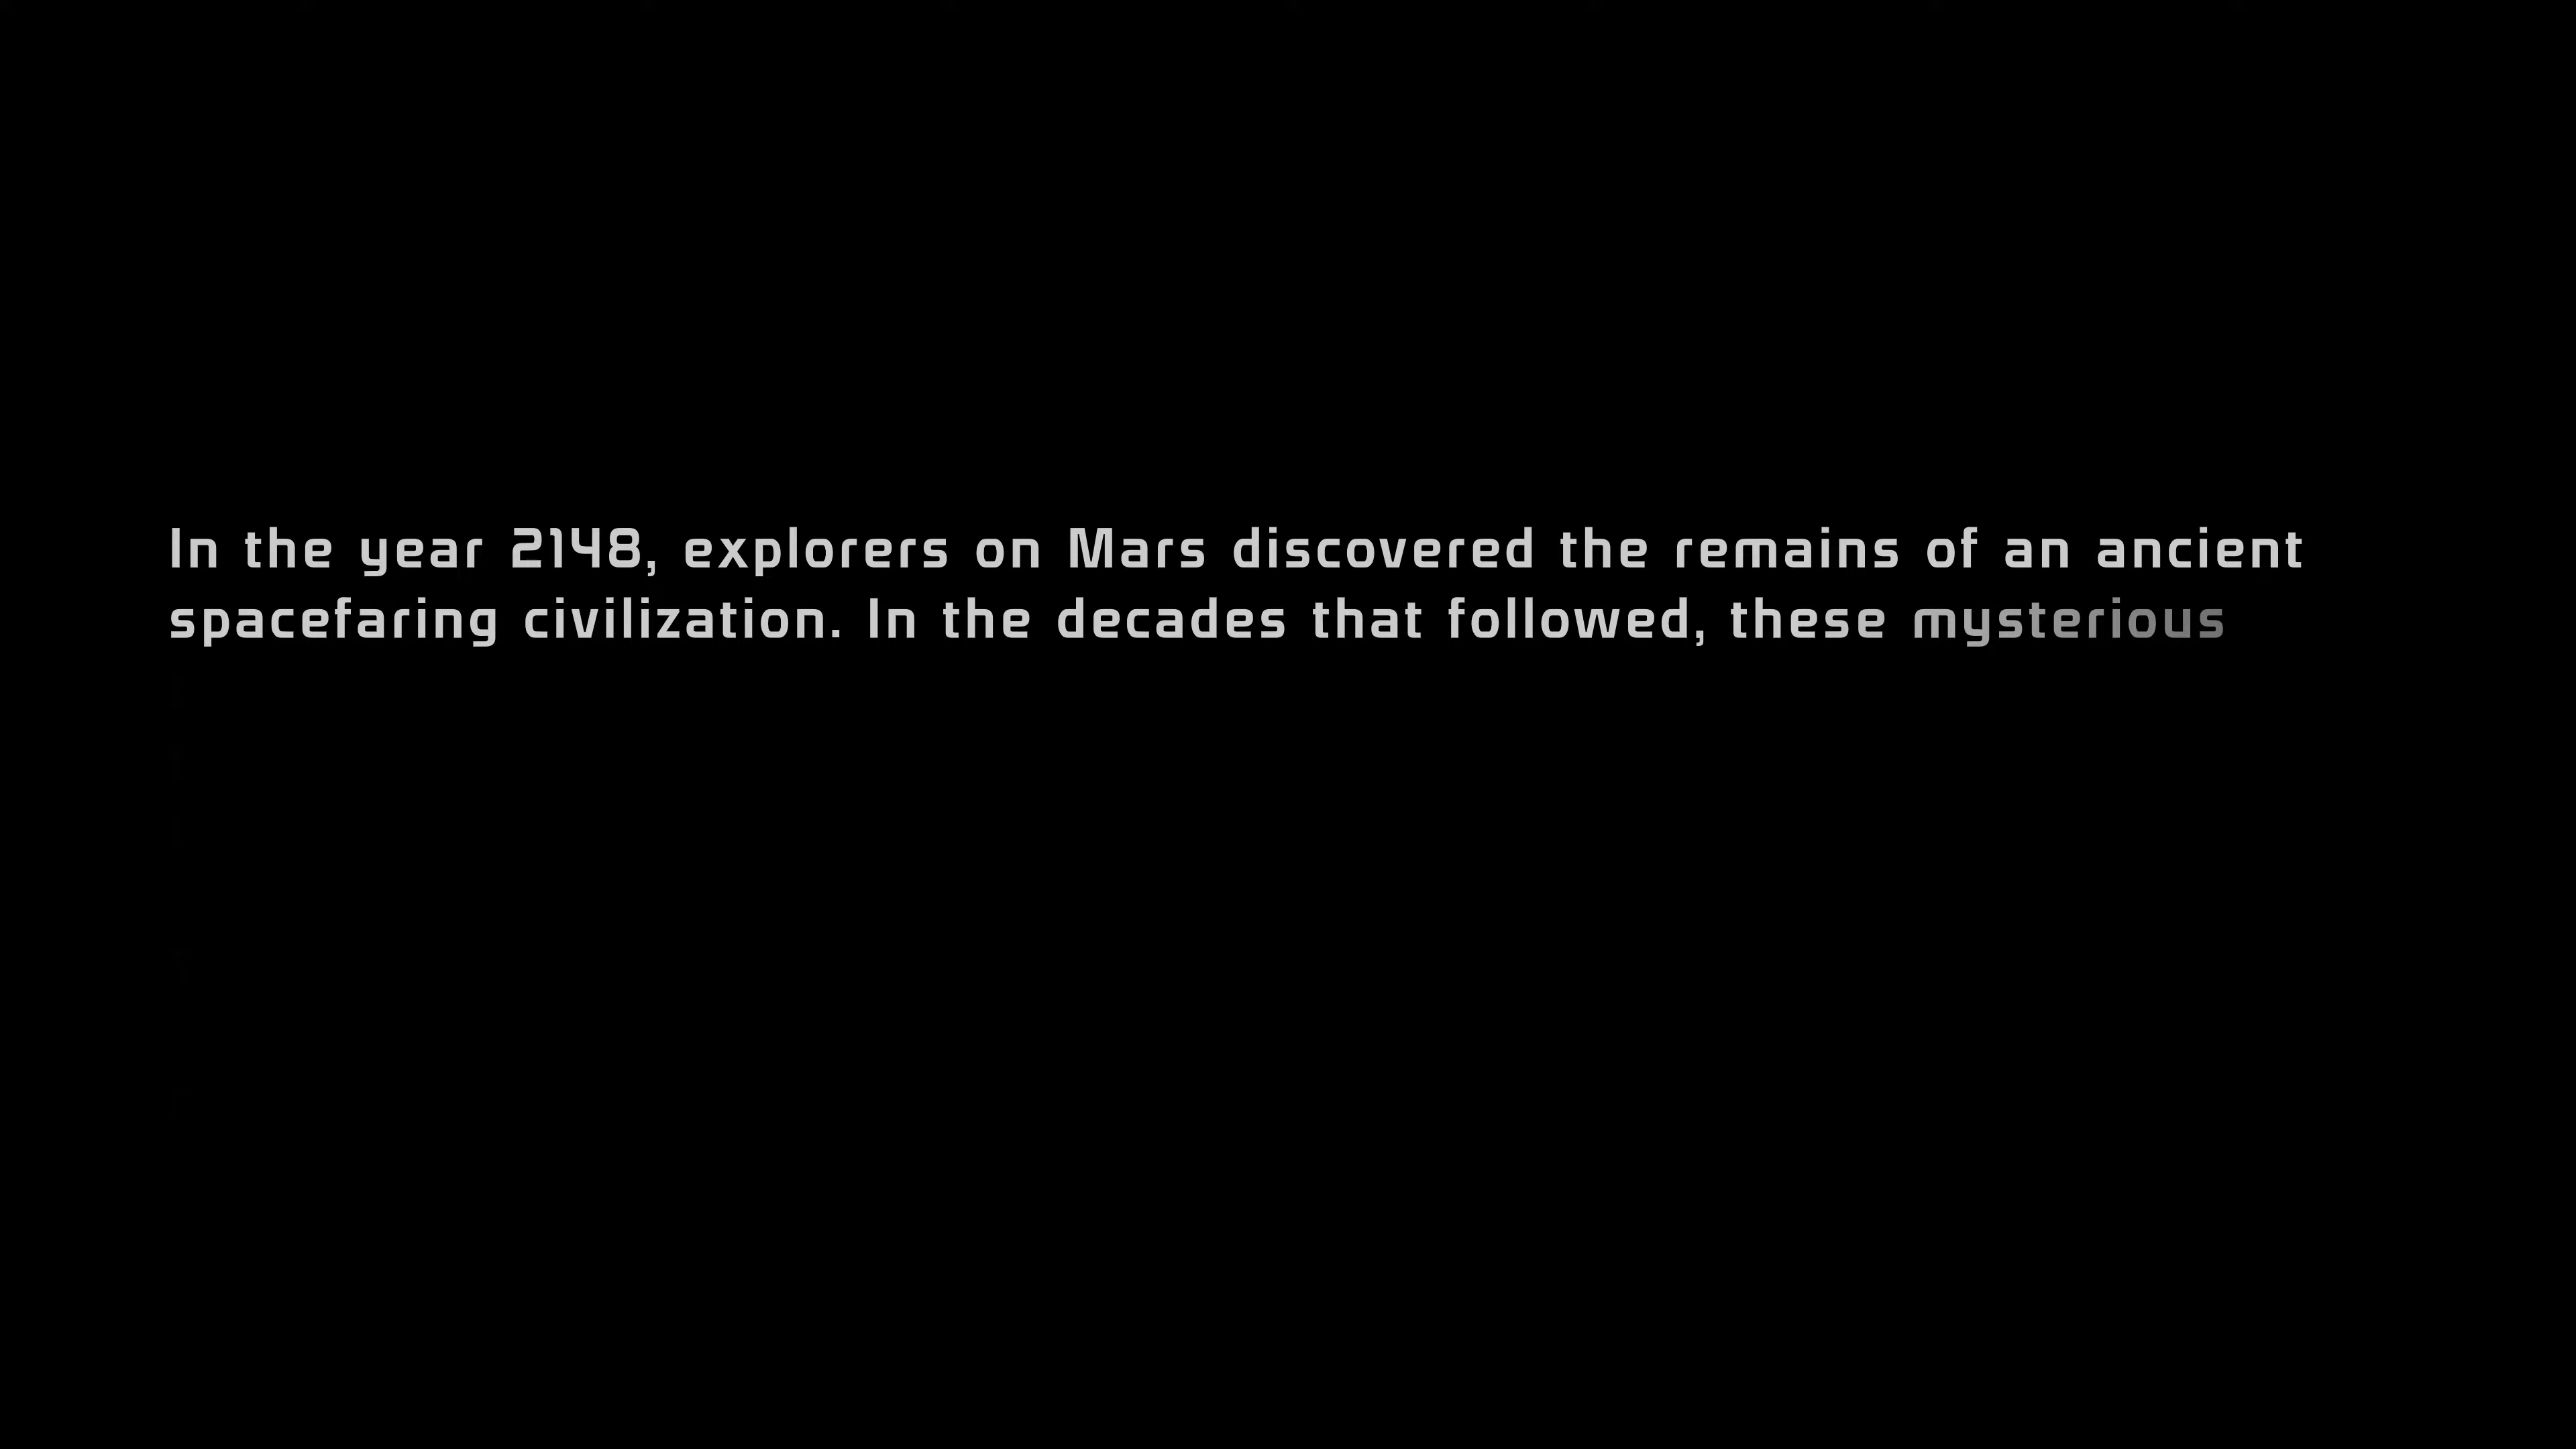 In the year 2148, explorers on Mars discovered the remains of an ancient
spacefaring civilization. In the decades that followed, these mysterious